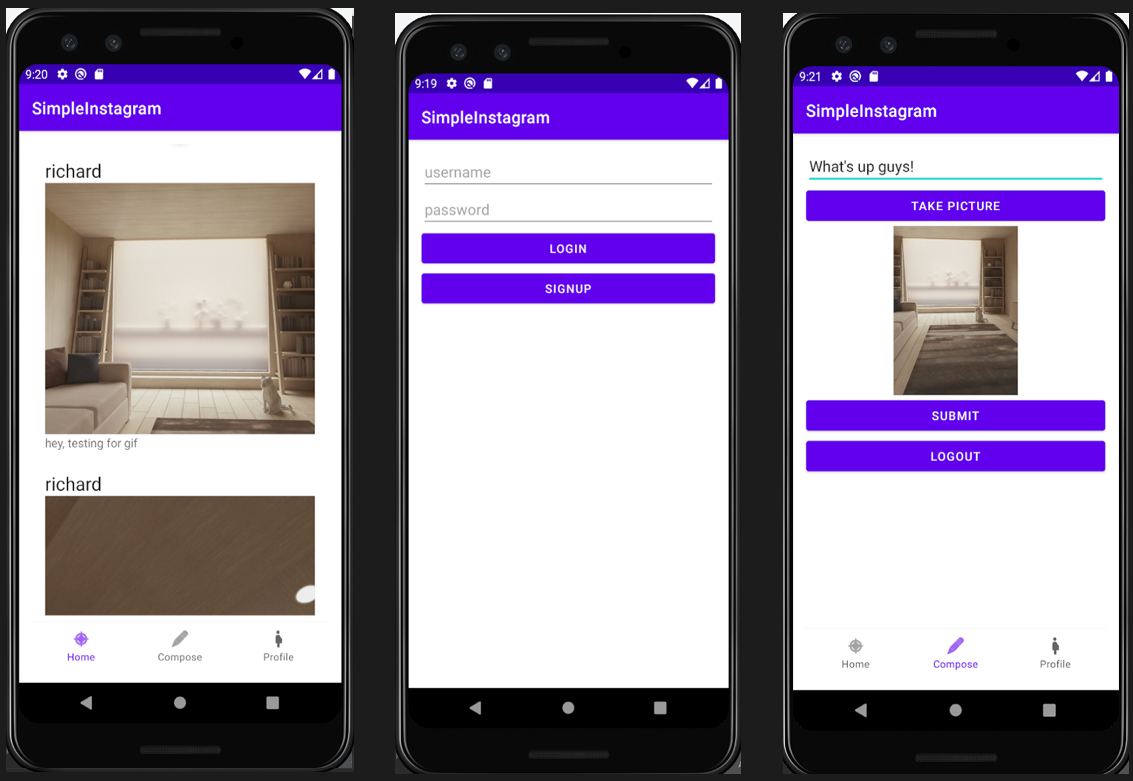 9:20
SimpleInstagram
richard
hey, testing for gif
richard
Home
Compose
Profile
9:19
SimpleInstagram
username
password
LOGIN
SIGNUP
9:21
SimpleInstagram
What's up guys!
TAKE PICTURE
SUBMIT
LOGOUT
Home
Compose
Profile